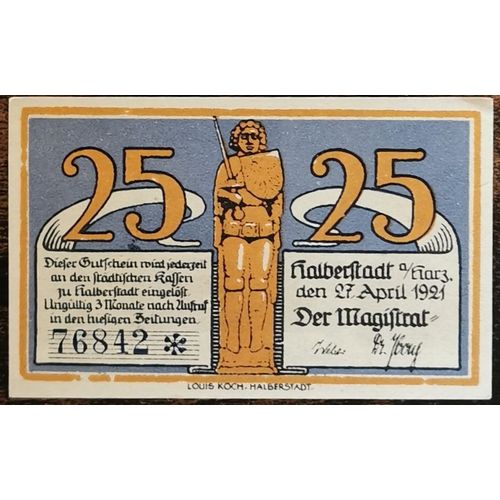 25 25
Dieser Gutschein wird jederzeit
an den städtischen Kassen
zu Halberstadt eingelöst.
Ungültig 3 Monate nach Aufruf
in den hiesigen Zeitungen.
76842 *
Halberstadt a/Harz.
den 27. April 1921
Der Magistrat
LOUIS KOCH - HALBERSTADT